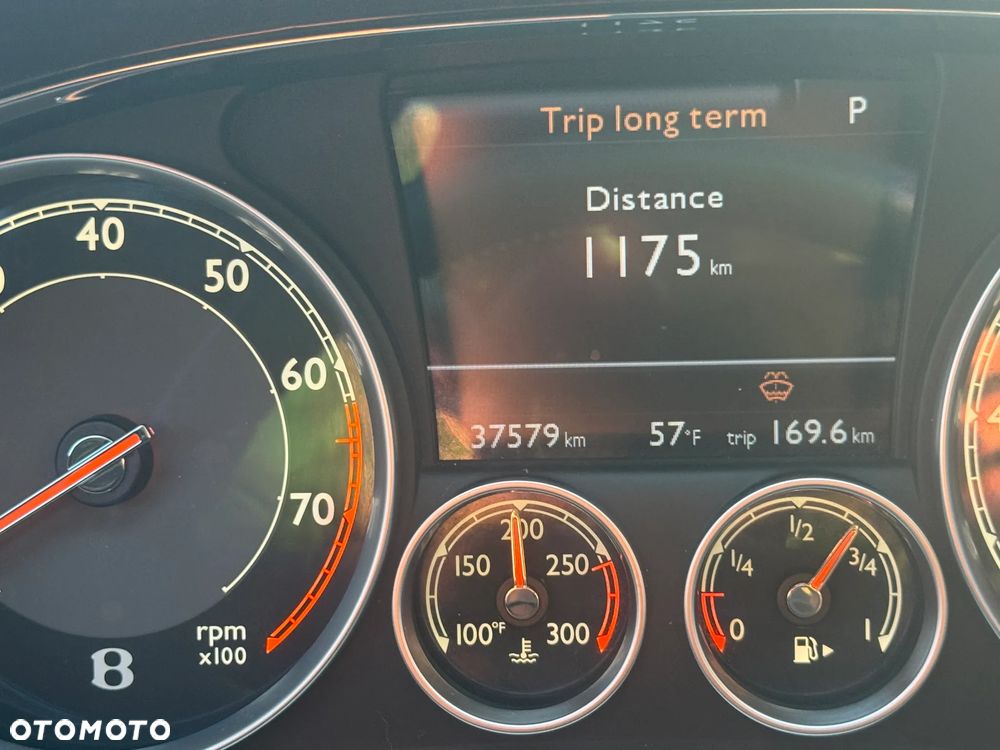 Trip long term P
Distance
1175 km
37579 km 57°F trip 169.6 km
40
50
60
70
rpm
x100
B
100°F
150
200
250
300
0
1/4
1/2
3/4
1
OTOMOTO